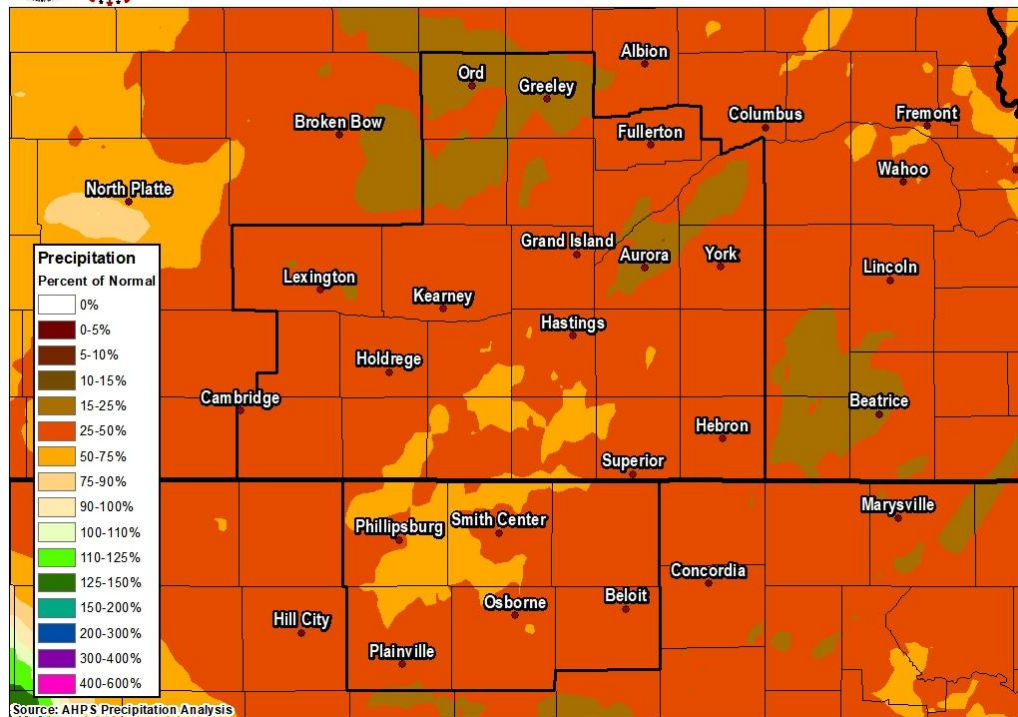 Albion
Ord
Greeley
Columbus
Fremont
Broken Bow
Fullerton
Wahoo
North Platte
Grand Island
Aurora
York
Lincoln
Lexington
Kearney
Hastings
Holdrege
Cambridge
Beatrice
Hebron
Superior
Marysville
Phillipsburg
Smith Center
Concordia
Osborne
Beloit
Hill City
Plainville
Precipitation
Percent of Normal
0%
0-5%
5-10%
10-15%
15-25%
25-50%
50-75%
75-90%
90-100%
100-110%
110-125%
125-150%
150-200%
200-300%
300-400%
400-600%
Source: AHPS Precipitation Analysis